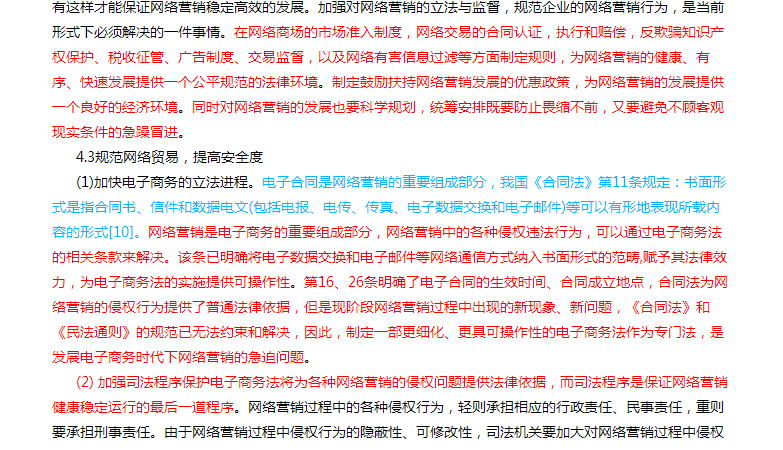 有这样才能保证网络营销稳定高效的发展。加强对网络营销的立法与监督，规范企业的网络营销行为，是当前
形式下必须解决的一件事情。在网络商场的市场准入制度，网络交易的合同认证，执行和赔偿，反欺骗知识产
权保护、税收征管、广告制度、交易监督，以及网络有害信息过滤等方面制定规则，为网络营销的健康、有
序、快速发展提供一个公平规范的法律环境。制定鼓励扶持网络营销发展的优惠政策，为网络营销的发展提供
一个良好的经济环境。同时对网络营销的发展也要科学规划，统筹安排既要防止畏缩不前，又要避免不顾客观
现实条件的急躁冒进。
4.3规范网络贸易，提高安全度
(1)加快电子商务的立法进程。电子合同是网络营销的重要组成部分，我国《合同法》第11条规定：书面形
式是指合同书、信件和数据电文(包括电报、电传、传真、电子数据交换和电子邮件)等可以有形地表现所载内
容的形式[10]。网络营销是电子商务的重要组成部分，网络营销中的各种侵权违法行为，可以通过电子商务法
的相关条款来解决。该条已明确将电子数据交换和电子邮件等网络通信方式纳入书面形式的范畴,赋予其法律效
力，为电子商务法的实施提供可操作性。第16、26条明确了电子合同的生效时间、合同成立地点，合同法为网
络营销的侵权行为提供了普通法律依据，但是现阶段网络营销过程中出现的新现象、新问题，《合同法》和
《民法通则》的规范已无法约束和解决，因此，制定一部更细化、更具可操作性的电子商务法作为专门法，是
发展电子商务时代下网络营销的急迫问题。
(2) 加强司法程序保护电子商务法将为各种网络营销的侵权问题提供法律依据，而司法程序是保证网络营销
健康稳定运行的最后一道程序。网络营销过程中的各种侵权行为，轻则承担相应的行政责任、民事责任，重则
要承担刑事责任。由于网络营销过程中侵权行为的隐蔽性、可修改性，司法机关要加大对网络营销过程中侵权